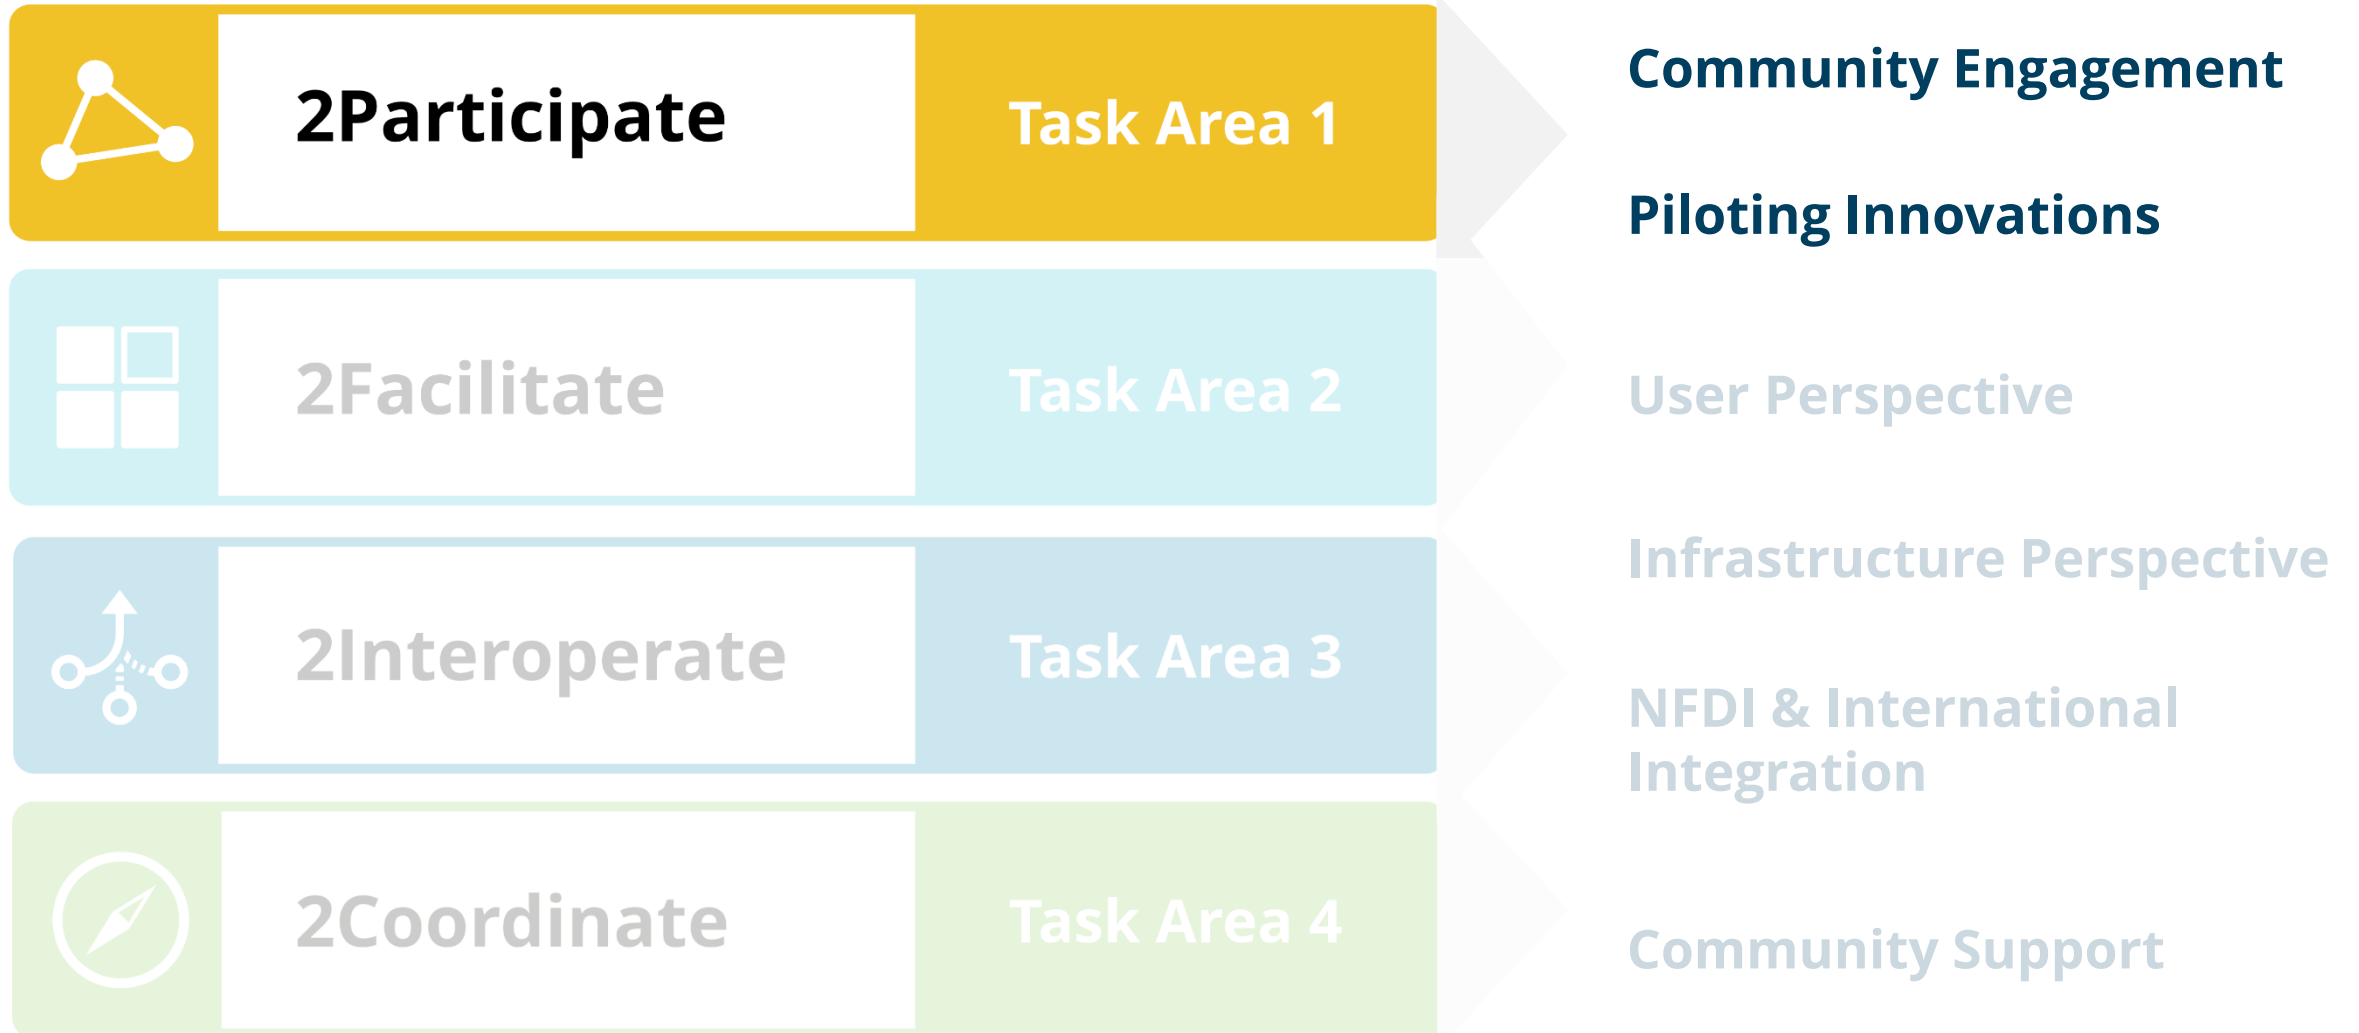 2Participate
Task Area 1
Community Engagement
Piloting Innovations
2Facilitate
Task Area 2
User Perspective
Infrastructure Perspective
2Interoperate
Task Area 3
NFDI & International
Integration
2Coordinate
Task Area 4
Community Support